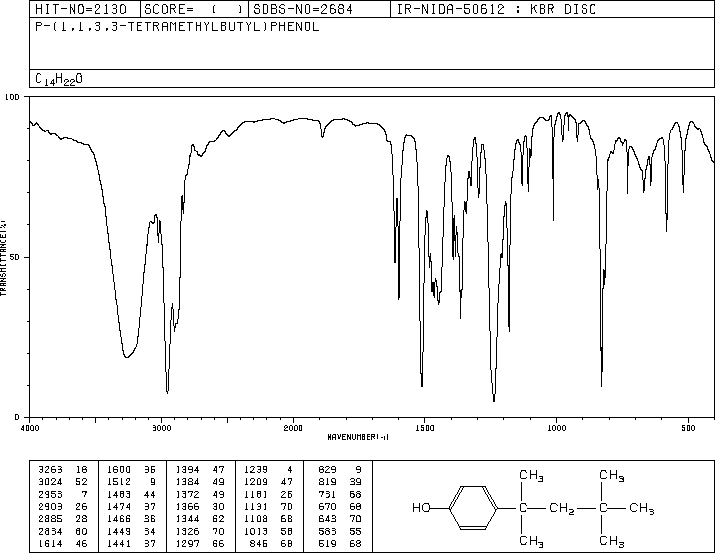 HIT-NO=2130 SCORE= ( ) SDBS-NO=2684 IR-NIDA-50612 : KBR DISC
P-(1,1,3,3-TETRAMETHYLBUTYL)PHENOL
C14H22O
100
50
0
TRANSMITTANCE(%)
4000 3000 2000 1500 1000 500
WAVENUMBER(-1)
3263 18 1600 36 1394 47 1239 4 829 9
3024 52 1512 9 1384 49 1209 47 819 39
2953 7 1483 44 1372 49 1181 26 731 68
2903 26 1474 37 1366 30 1131 70 670 68
2885 28 1466 36 1344 62 1108 68 643 70
2834 60 1449 34 1326 70 1013 58 583 55
1614 46 1441 37 1297 66 846 68 519 68
CH3 CH3
HO C CH2 C CH3
CH3 CH3